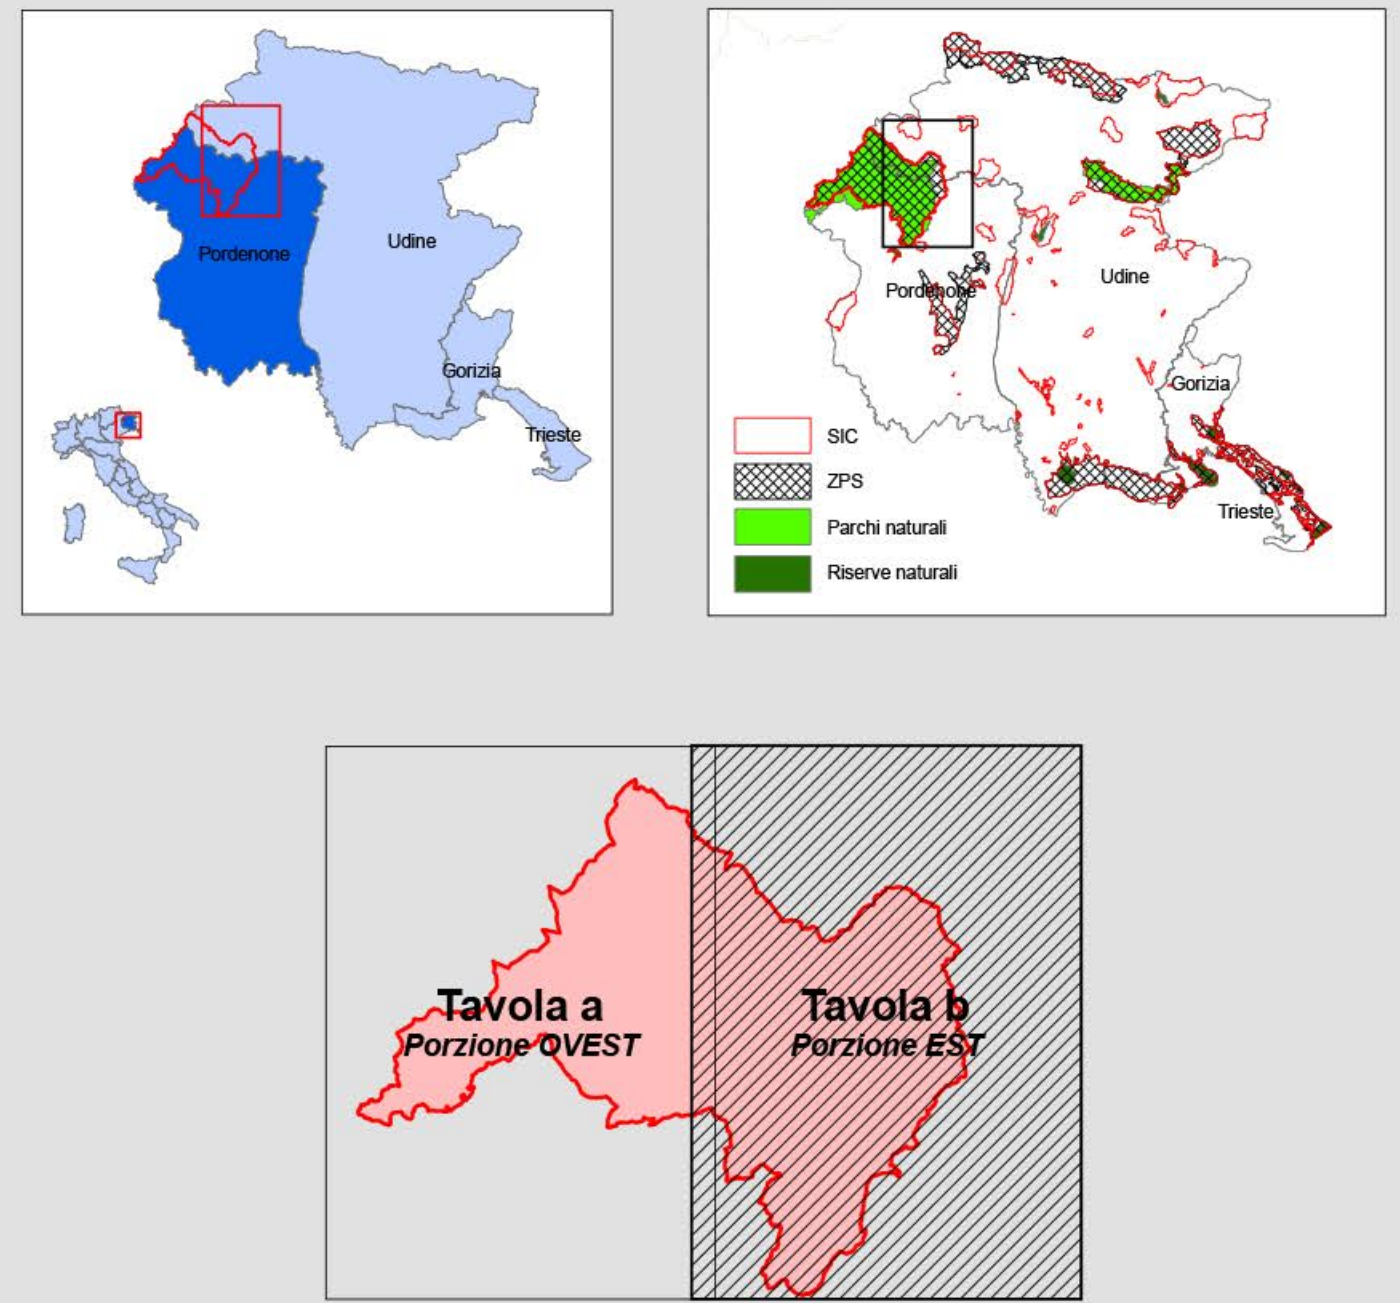 Pordenone
Udine
Gorizia
Trieste
Pordenone
Udine
Gorizia
Trieste
SIC
ZPS
Parchi naturali
Riserve naturali
Tavola a
Porzione OVEST
Tavola b
Porzione EST